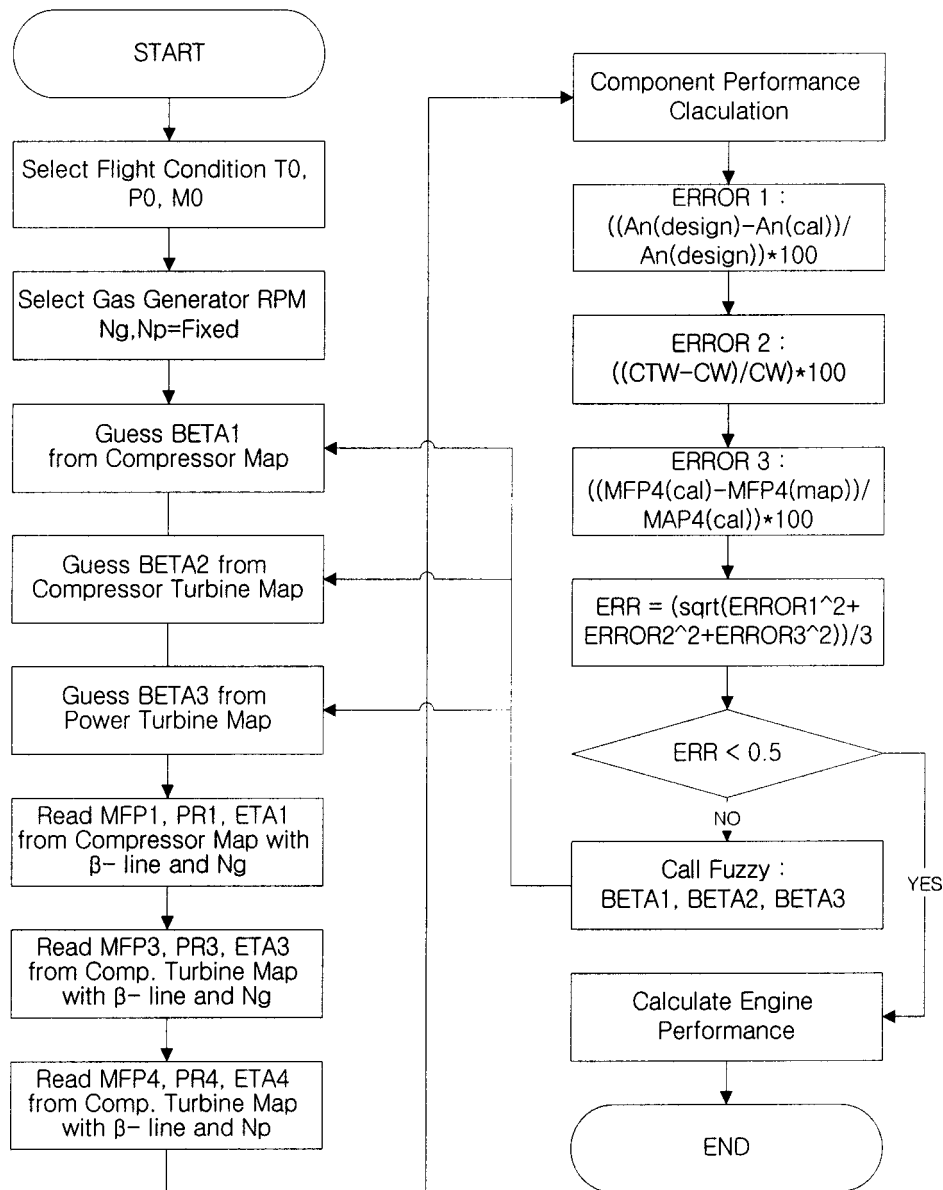 START
Select Flight Condition T0,
P0, M0
Select Gas Generator RPM
Ng,Np=Fixed
Guess BETA1
from Compressor Map
Guess BETA2 from
Compressor Turbine Map
Guess BETA3 from
Power Turbine Map
Read MFP1, PR1, ETA1
from Compressor Map with
β- line and Ng
Read MFP3, PR3, ETA3
from Comp. Turbine Map
with β- line and Ng
Read MFP4, PR4, ETA4
from Comp. Turbine Map
with β- line and Np
Component Performance
Claculation
ERROR 1 :
((An(design)-An(cal))/
An(design))*100
ERROR 2 :
((CTW-CW)/CW)*100
ERROR 3 :
((MFP4(cal)-MFP4(map))/
MAP4(cal))*100
ERR = (sqrt(ERROR1^2+
ERROR2^2+ERROR3^2))/3
ERR < 0.5
NO
YES
Call Fuzzy :
BETA1, BETA2, BETA3
Calculate Engine
Performance
END